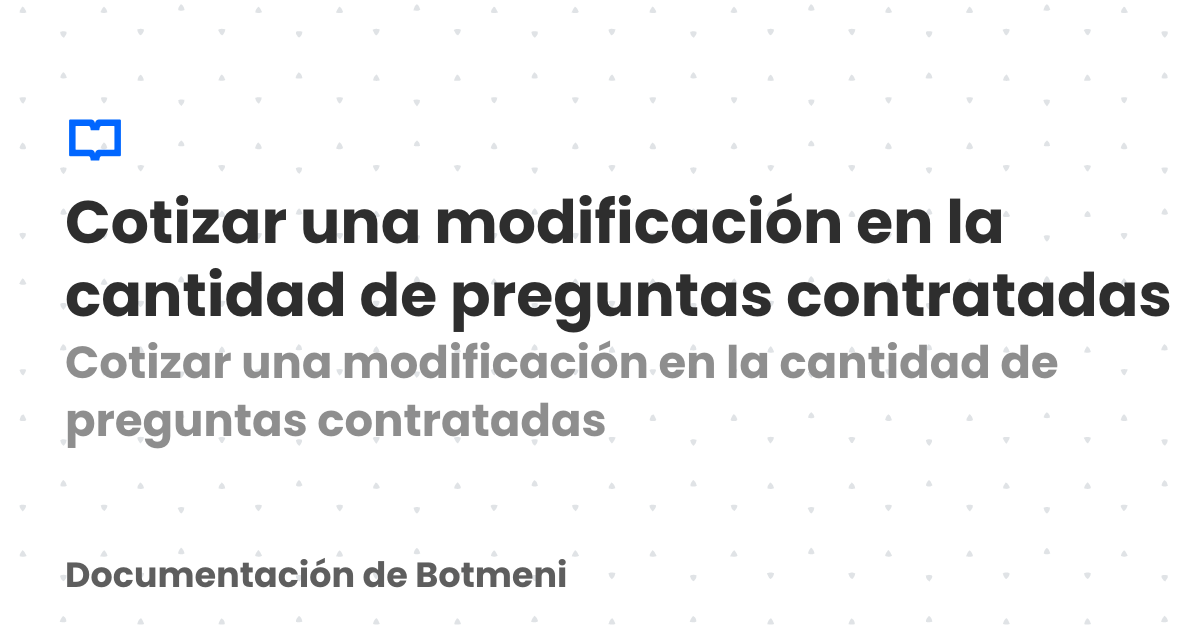 Cotizar una modificación en la
cantidad de preguntas contratadas
Cotizar una modificación en la cantidad de
preguntas contratadas
Documentación de Botmeni